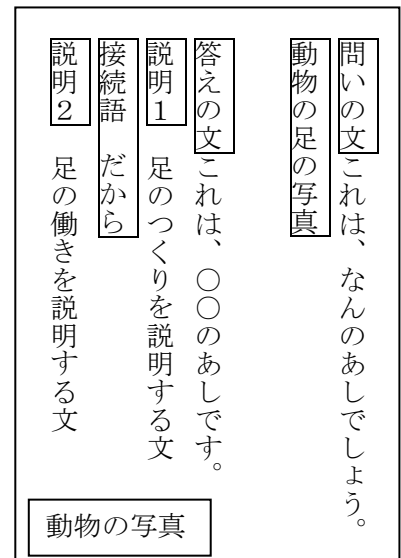 問いの文これは、なんのあしでしょう。
動物の足の写真
答えの文これは、○○のあしです。
説明1　足のつくりを説明する文
接続語　だから
説明2　足の働きを説明する文
動物の写真